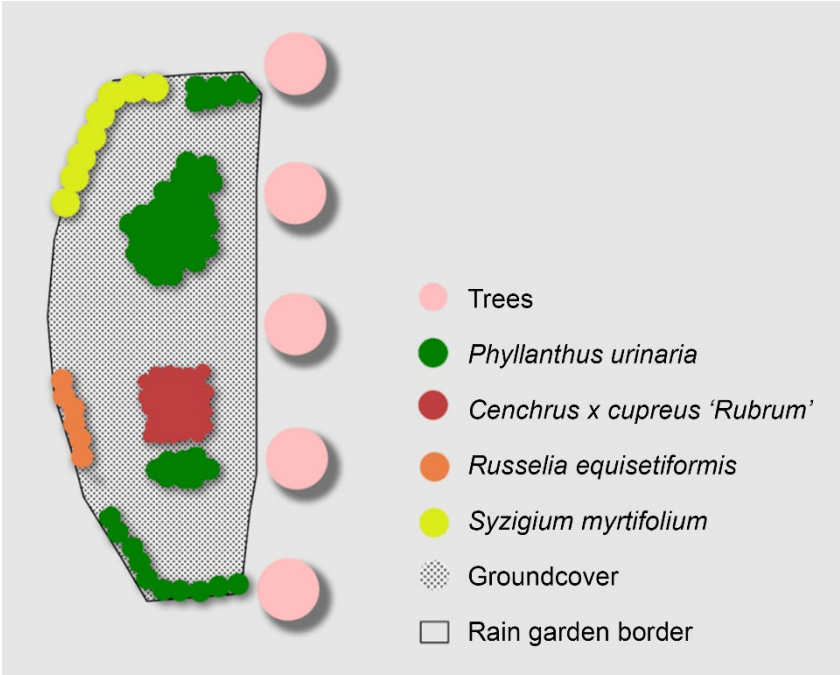 Trees
Phyllanthus urinaria
Cenchrus x cupreus ‘Rubrum’
Russelia equisetiformis
Syzigium myrtifolium
Groundcover
Rain garden border